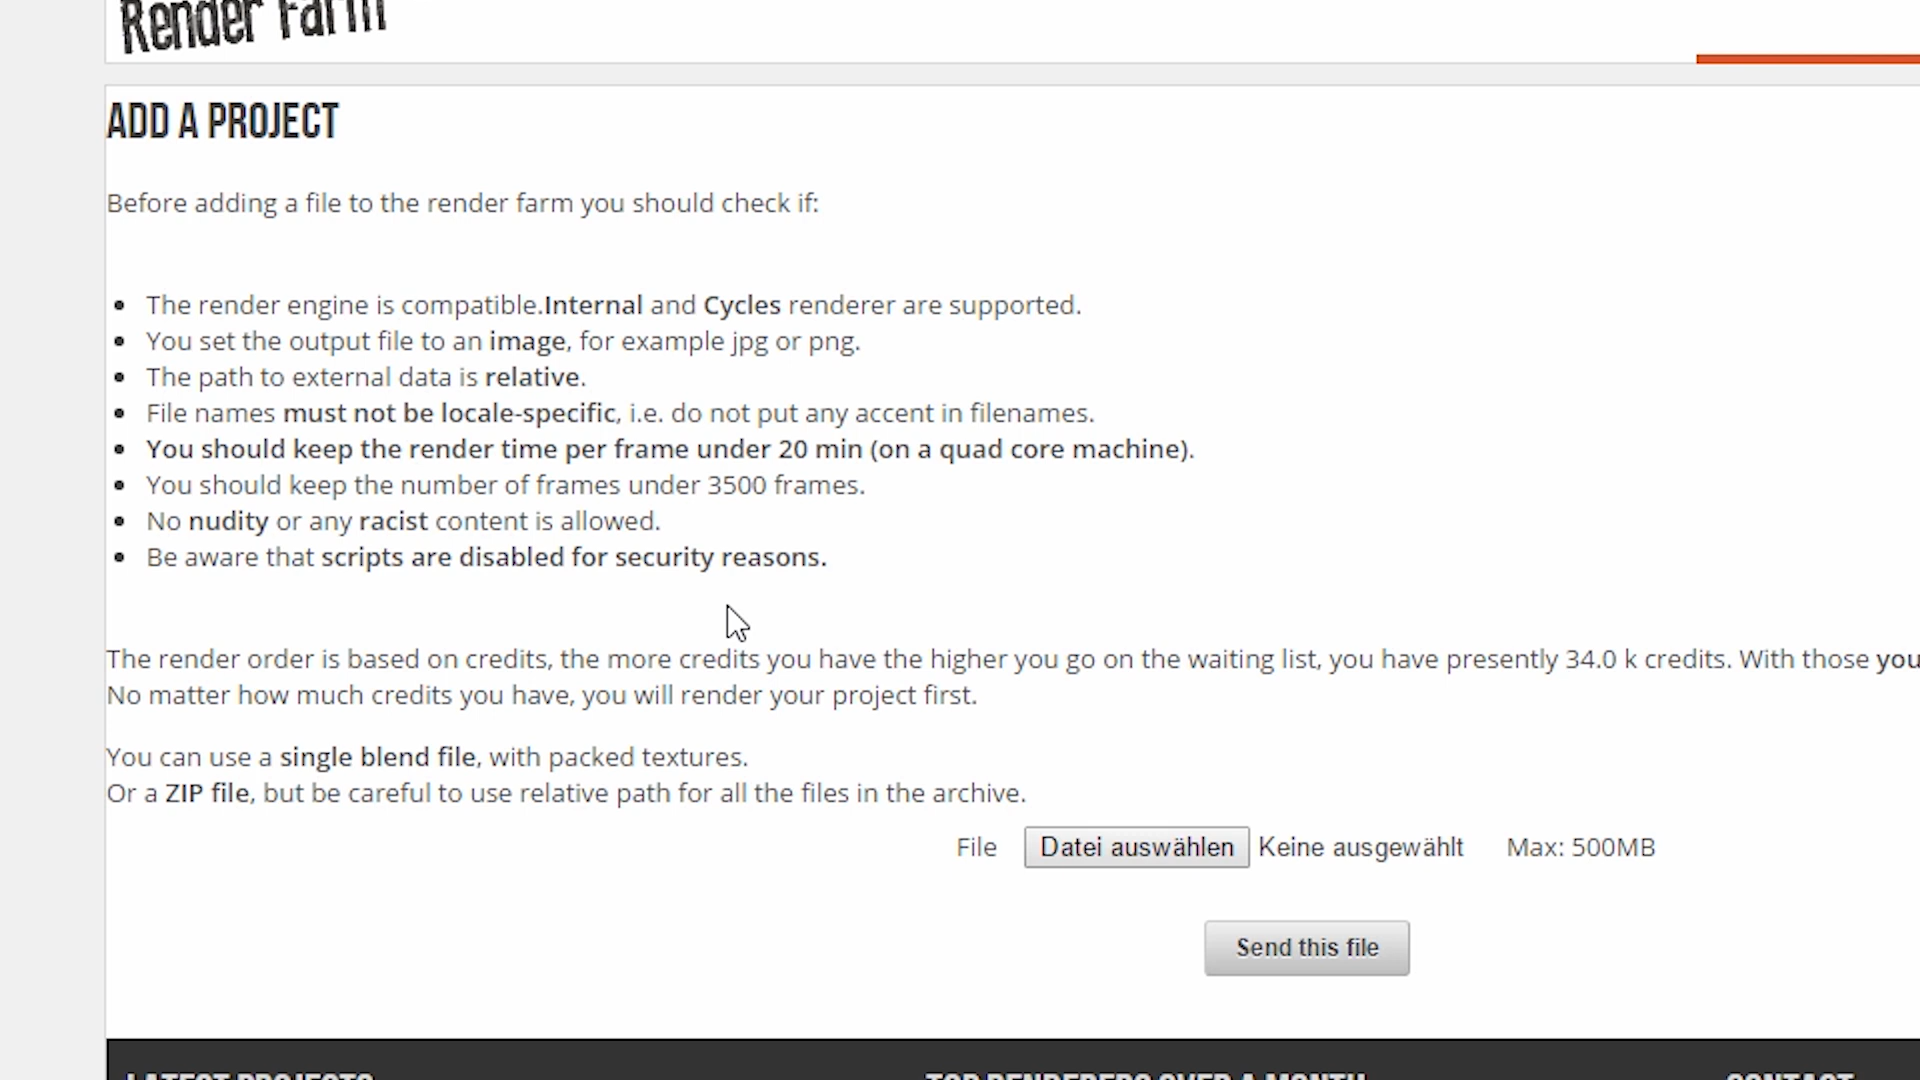 Render Farm
ADD A PROJECT
Before adding a file to the render farm you should check if:
• The render engine is compatible.Internal and Cycles renderer are supported.
• You set the output file to an image, for example jpg or png.
• The path to external data is relative.
• File names must not be locale-specific, i.e. do not put any accent in filenames.
• You should keep the render time per frame under 20 min (on a quad core machine).
• You should keep the number of frames under 3500 frames.
• No nudity or any racist content is allowed.
• Be aware that scripts are disabled for security reasons.
The render order is based on credits, the more credits you have the higher you go on the waiting list, you have presently 34.0 k credits. With those you
No matter how much credits you have, you will render your project first.
You can use a single blend file, with packed textures.
Or a ZIP file, but be careful to use relative path for all the files in the archive.
File Datei auswählen Keine ausgewählt Max: 500MB
Send this file
LATEST PROJECTS TOP RENDERERS OVER A MONTH CONTACT